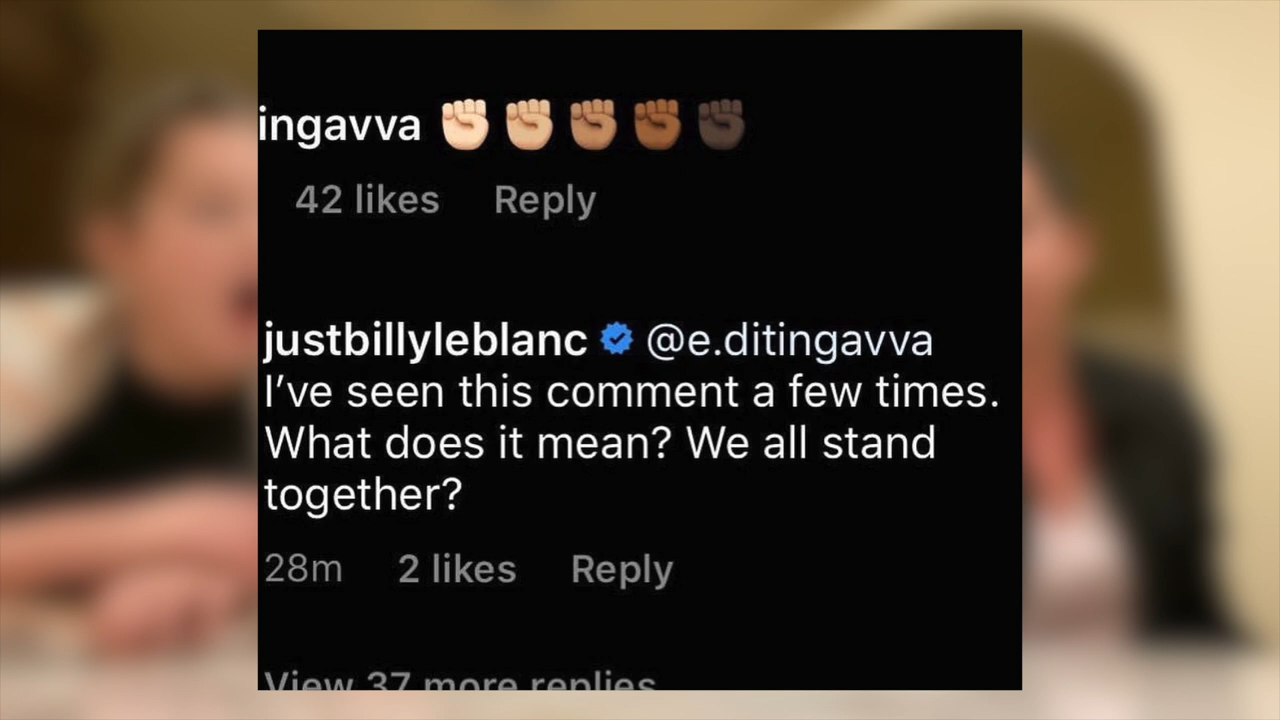 ingavva ✊🏻 ✊🏼 ✊🏽 ✊🏾 ✊🏿
42 likes Reply
justbillyleblanc @e.ditingavva
I’ve seen this comment a few times.
What does it mean? We all stand
together?
28m 2 likes Reply
View 37 more replies